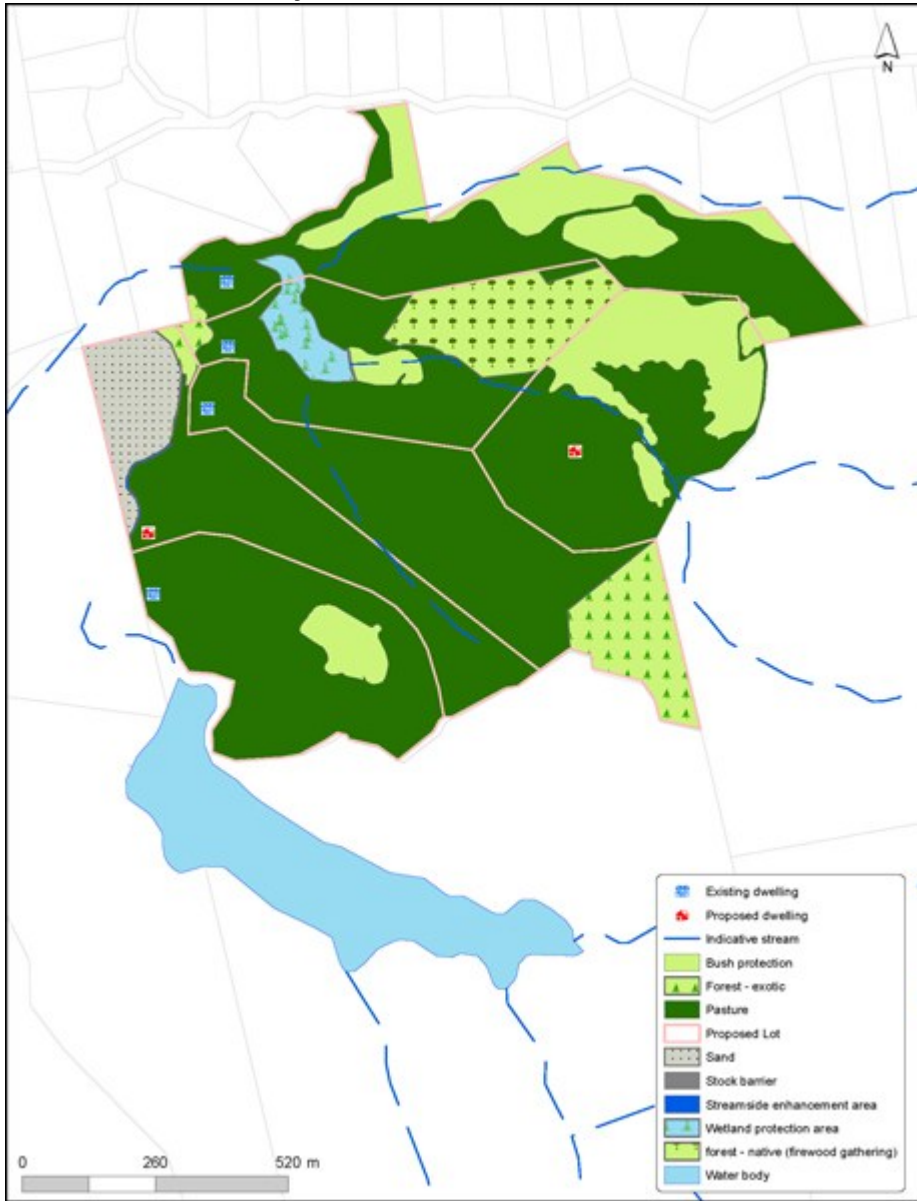 N
Existing dwelling
Proposed dwelling
Indicative stream
Bush protection
Forest - exotic
Pasture
Proposed Lot
Sand
Stock barrier
Streamside enhancement area
Wetland protection area
forest - native (firewood gathering)
Water body
0 260 520 m